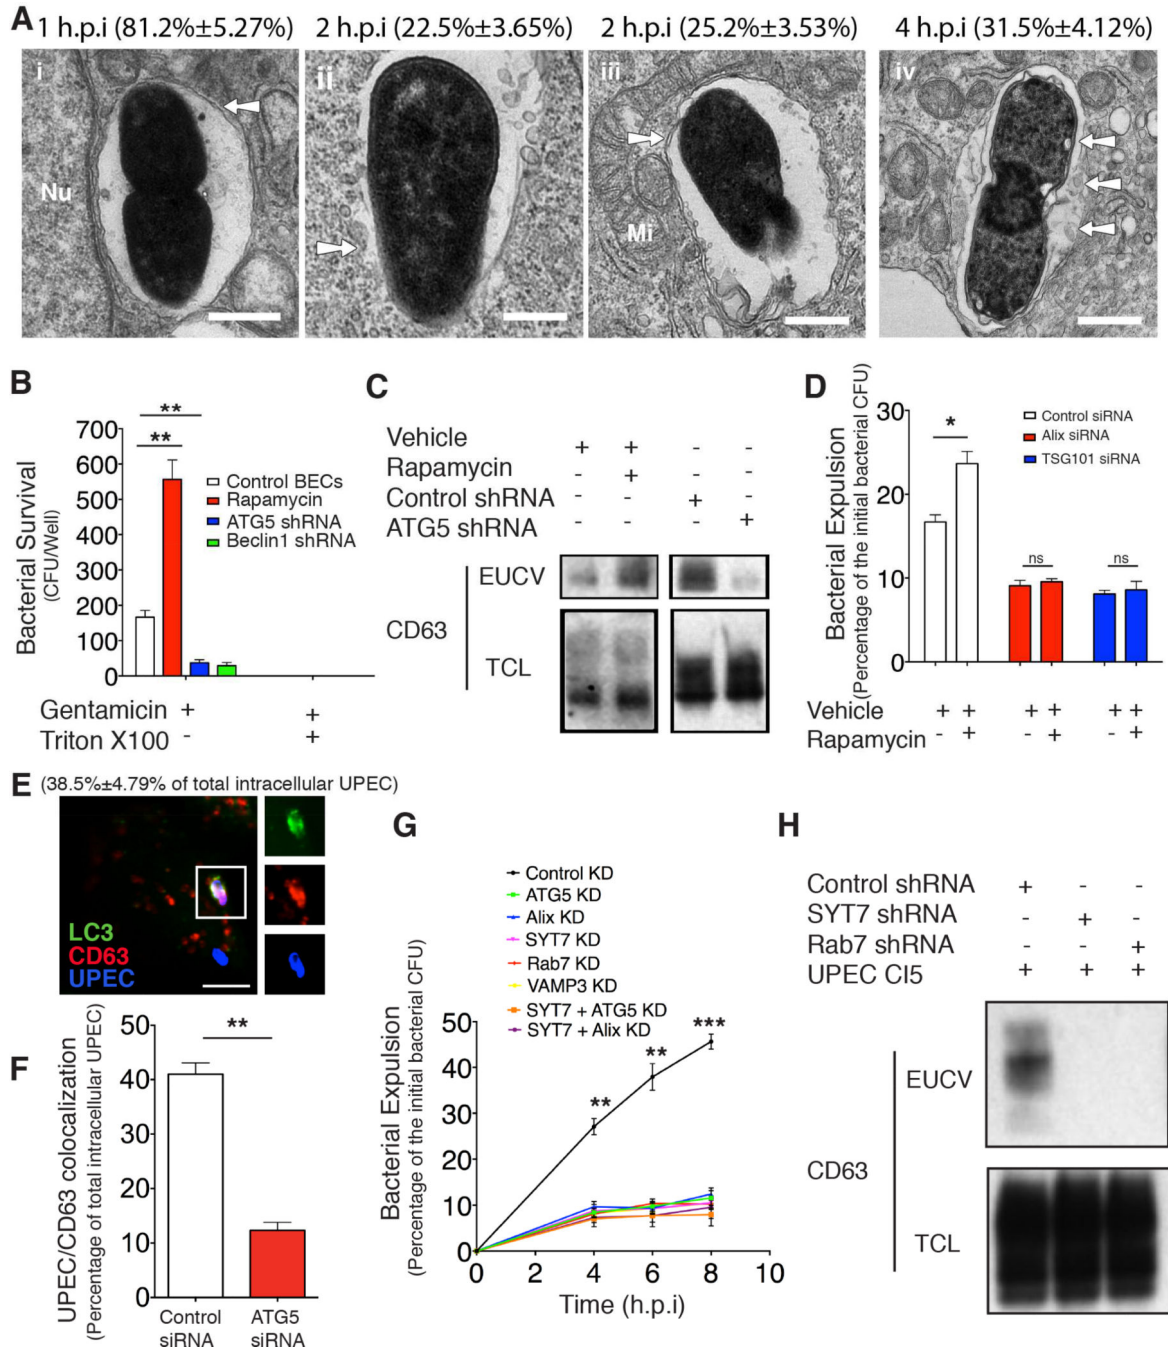 A
1 h.p.i (81.2%±5.27%) 2 h.p.i (22.5%±3.65%) 2 h.p.i (25.2%±3.53%) 4 h.p.i (31.5%±4.12%)
i ii iii iv
Nu
Mi
B
Bacterial Survival
(CFU/Well)
700
600
500
400
300
200
100
0
**
**
Control BECs
Rapamycin
ATG5 shRNA
Beclin1 shRNA
Gentamicin + +
Triton X100 - +
C
Vehicle + + - -
Rapamycin - + - -
Control shRNA - - + -
ATG5 shRNA - - - +
CD63
EUCV
TCL
D
Bacterial Expulsion
(Percentage of the initial bacterial CFU)
30
20
10
0
*
ns
ns
Control siRNA
Alix siRNA
TSG101 siRNA
Vehicle + + + + + +
Rapamycin - + - + - +
E
(38.5%±4.79% of total intracellular UPEC)
LC3
CD63
UPEC
F
UPEC/CD63 colocalization
(Percentage of total intracellular UPEC)
50
40
30
20
10
0
**
Control siRNA
ATG5 siRNA
G
Control KD
ATG5 KD
Alix KD
SYT7 KD
Rab7 KD
VAMP3 KD
SYT7 + ATG5 KD
SYT7 + Alix KD
Bacterial Expulsion
(Percentage of the initial bacterial CFU)
50
40
30
20
10
0
**
**
***
0 2 4 6 8 10
Time (h.p.i)
H
Control shRNA + - -
SYT7 shRNA - + -
Rab7 shRNA - - +
UPEC CI5 + + +
CD63
EUCV
TCL